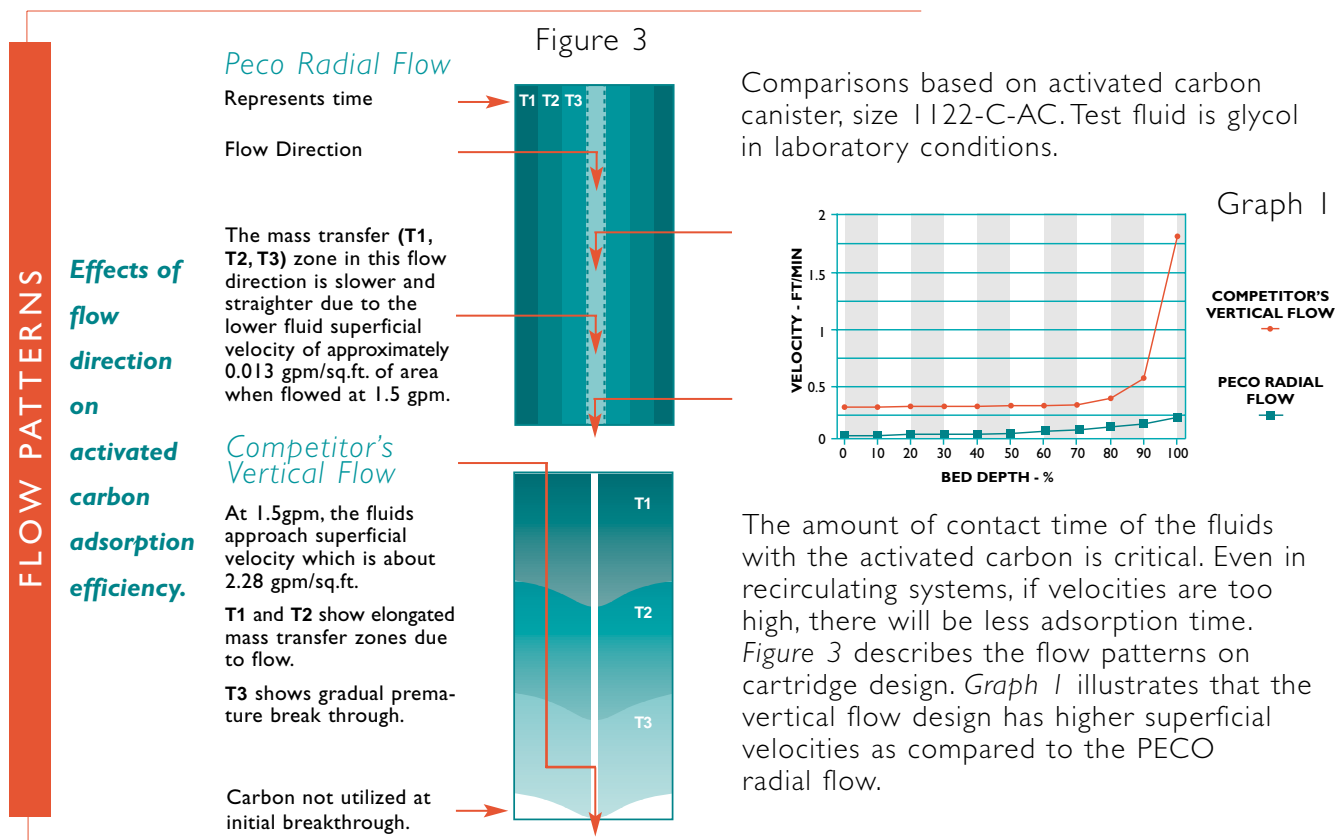 FLOW PATTERNS
Effects of
flow
direction
on
activated
carbon
adsorption
efficiency.
Figure 3
Peco Radial Flow
Represents time
T1 T2 T3
Flow Direction
The mass transfer (T1,
T2, T3) zone in this flow
direction is slower and
straighter due to the
lower fluid superficial
velocity of approximately
0.013 gpm/sq.ft. of area
when flowed at 1.5 gpm.
Competitor's
Vertical Flow
At 1.5gpm, the fluids
approach superficial
velocity which is about
2.28 gpm/sq.ft.
T1 and T2 show elongated
mass transfer zones due
to flow.
T3 shows gradual prema-
ture break through.
Carbon not utilized at
initial breakthrough.
T1
T2
T3
Comparisons based on activated carbon
canister, size 1122-C-AC. Test fluid is glycol
in laboratory conditions.
Graph 1
VELOCITY - FT/MIN
2
1.5
1
0.5
0
0 10 20 30 40 50 60 70 80 90 100
BED DEPTH - %
COMPETITOR'S
VERTICAL FLOW
PECO RADIAL
FLOW
The amount of contact time of the fluids
with the activated carbon is critical. Even in
recirculating systems, if velocities are too
high, there will be less adsorption time.
Figure 3 describes the flow patterns on
cartridge design. Graph 1 illustrates that the
vertical flow design has higher superficial
velocities as compared to the PECO
radial flow.